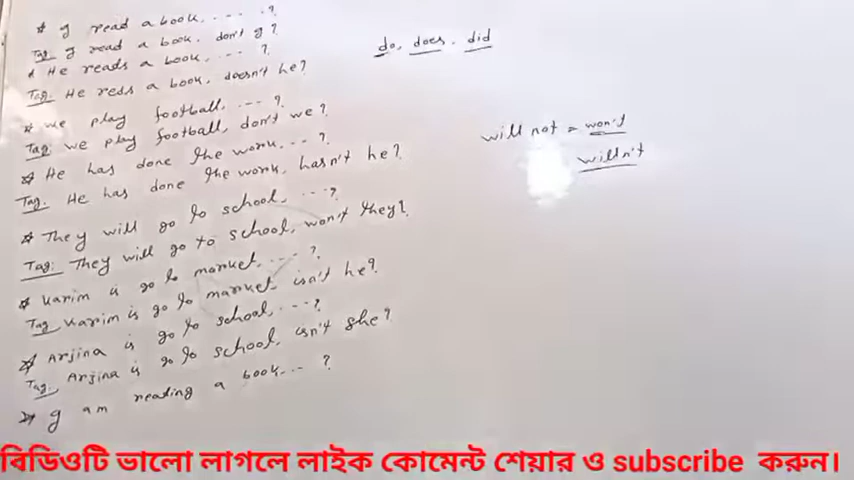 * I read a book, .... ?
Tag: I read a book, don't I?
* He reads a book, ... ?
Tag: He reds a book, doesn't he?
* We play football, ... ?
Tag: We play football, don't we?
* He has done the work, ... ?
Tag: He has done the work, hasn't he?
* They will go to school, ... ?
Tag: They will go to school, won't they?
* Karim is go to market, ... ?
Tag Karim is go to market, isn't he?
* Arjina is go to school, ... ?
Tag. Arjina is go to school, isn't she?
* I am reading a book, ... ?
do, does, did
will not = won't
willn't
বিডিওটি ভালো লাগলে লাইক কোমেন্ট শেয়ার ও subscribe করুন।